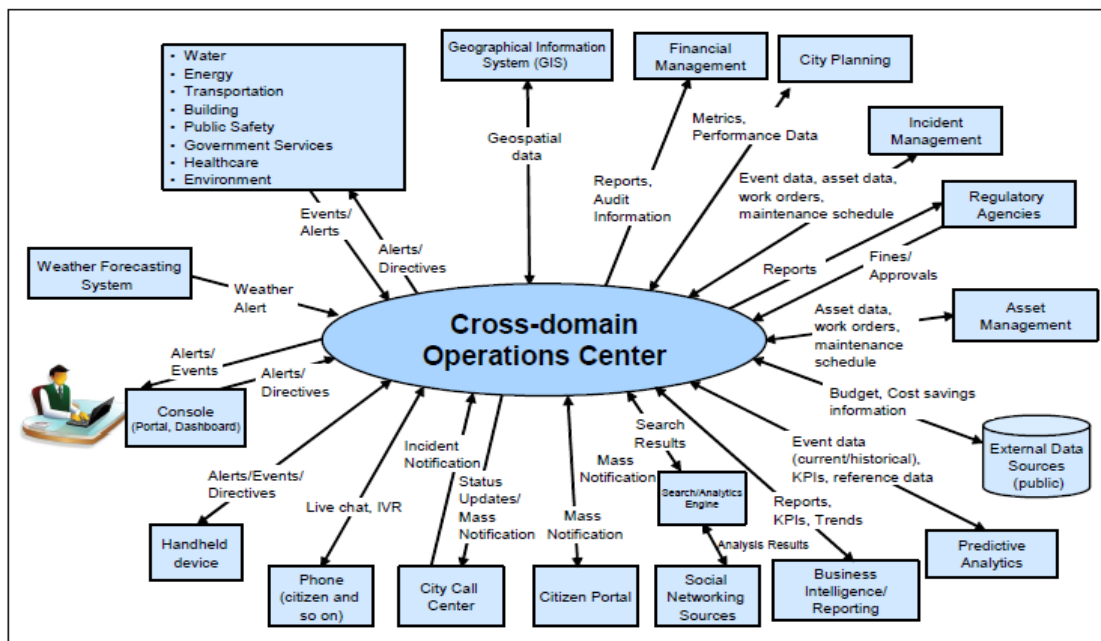 • Water
• Energy
• Transportation
• Building
• Public Safety
• Government Services
• Healthcare
• Environment
Geographical Information
System (GIS)
Financial
Management
City Planning
Incident
Management
Regulatory
Agencies
Asset
Management
External Data
Sources
(public)
Predictive
Analytics
Business
Intelligence/
Reporting
Social
Networking
Sources
Search/Analytics
Engine
Citizen Portal
City Call
Center
Phone
(citizen and
so on)
Handheld
device
Console
(Portal, Dashboard)
Weather Forecasting
System
Cross-domain
Operations Center
Events/
Alerts
Alerts/
Directives
Geospatial
data
Reports,
Audit
Information
Metrics,
Performance Data
Event data, asset data,
work orders,
maintenance schedule
Reports
Fines/
Approvals
Asset data,
work orders,
maintenance
schedule
Budget, Cost savings
information
Event data
(current/historical),
KPIs, reference data
Reports,
KPIs, Trends
Search
Results
Mass
Notification
Analysis Results
Mass
Notification
Incident
Notification
Status
Updates/
Mass
Notification
Live chat, IVR
Alerts/Events/
Directives
Alerts/
Events
Alerts/
Directives
Weather
Alert